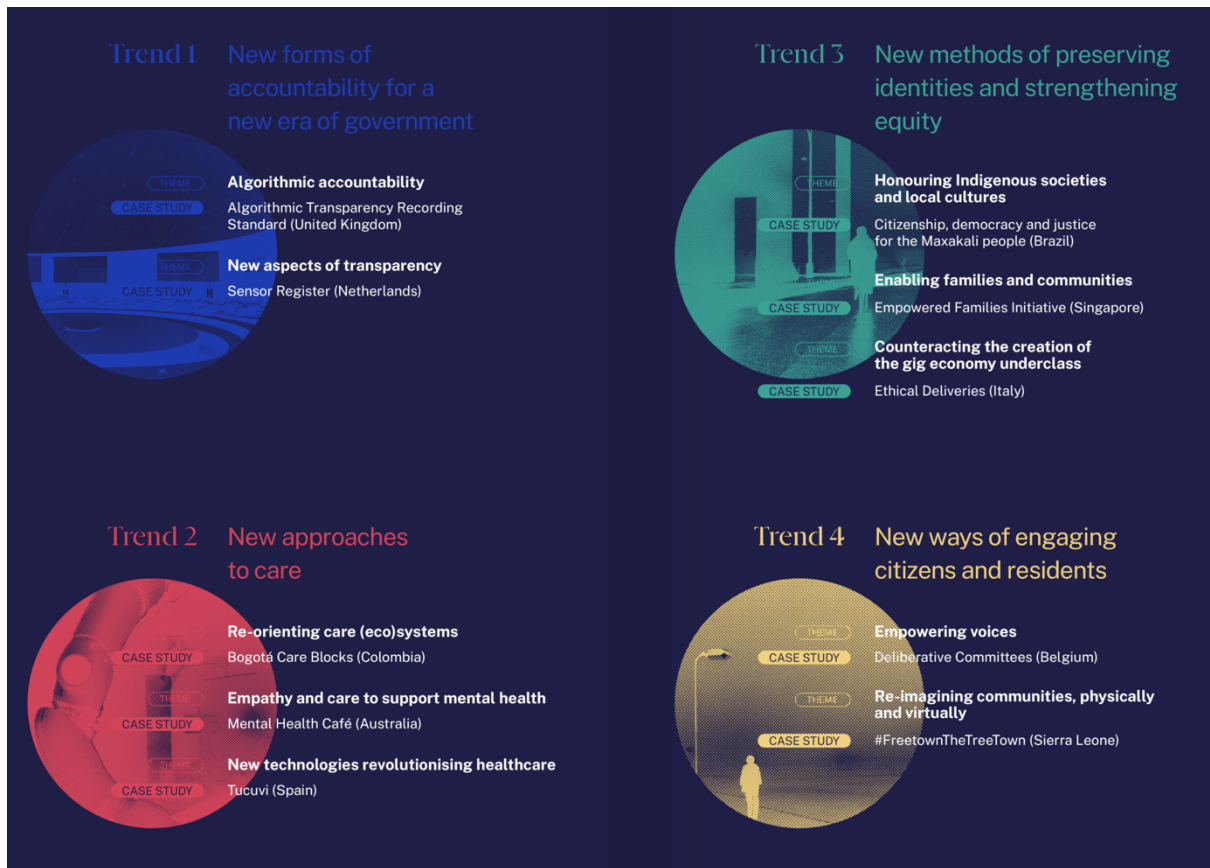 Trend 1
New forms of
accountability for a
new era of government
THEME
Algorithmic accountability
CASE STUDY
Algorithmic Transparency Recording
Standard (United Kingdom)
THEME
New aspects of transparency
CASE STUDY
Sensor Register (Netherlands)
Trend 2
New approaches
to care
Re-orienting care (eco)systems
CASE STUDY
Bogotá Care Blocks (Colombia)
THEME
Empathy and care to support mental health
CASE STUDY
Mental Health Café (Australia)
THEME
New technologies revolutionising healthcare
CASE STUDY
Tucuvi (Spain)
Trend 3
New methods of preserving
identities and strengthening
equity
THEME
Honouring Indigenous societies
and local cultures
CASE STUDY
Citizenship, democracy and justice
for the Maxakali people (Brazil)
THEME
Enabling families and communities
CASE STUDY
Empowered Families Initiative (Singapore)
THEME
Counteracting the creation of
the gig economy underclass
CASE STUDY
Ethical Deliveries (Italy)
Trend 4
New ways of engaging
citizens and residents
THEME
Empowering voices
CASE STUDY
Deliberative Committees (Belgium)
THEME
Re-imagining communities, physically
and virtually
CASE STUDY
#FreetownTheTreeTown (Sierra Leone)